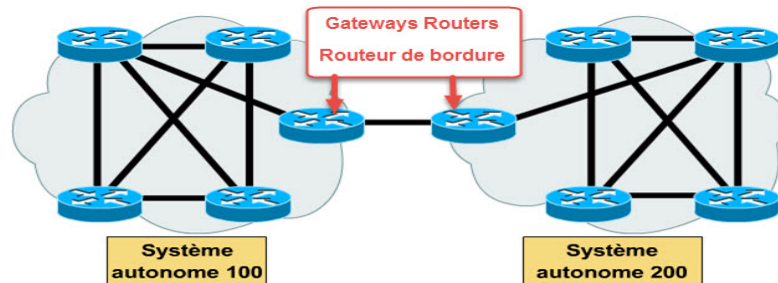 Gateways Routers
Routeur de bordure
Système
autonome 100
Système
autonome 200